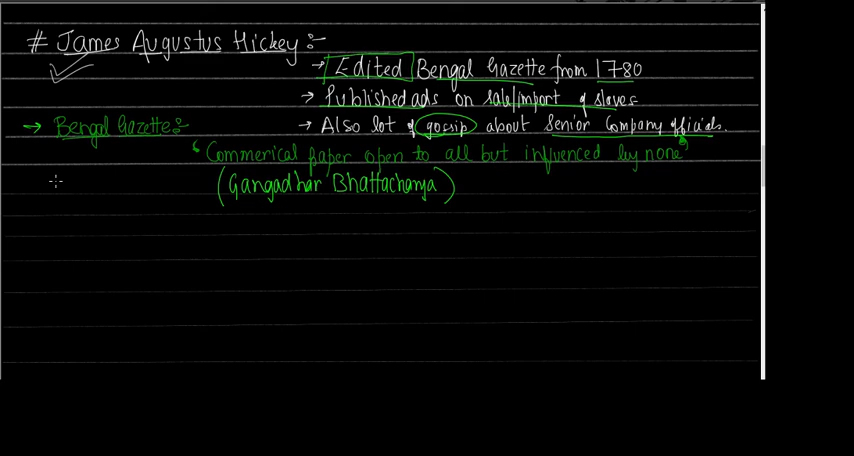 # James Augustus Hickey :-
→ Edited Bengal Gazette from 1780
→ Published ads on sale/import of slaves
→ Also lot of gossip about Senior Company officials.
→ Bengal Gazette :-
"Commerical paper open to all but influenced by none"
(Gangadhar Bhattacharya)